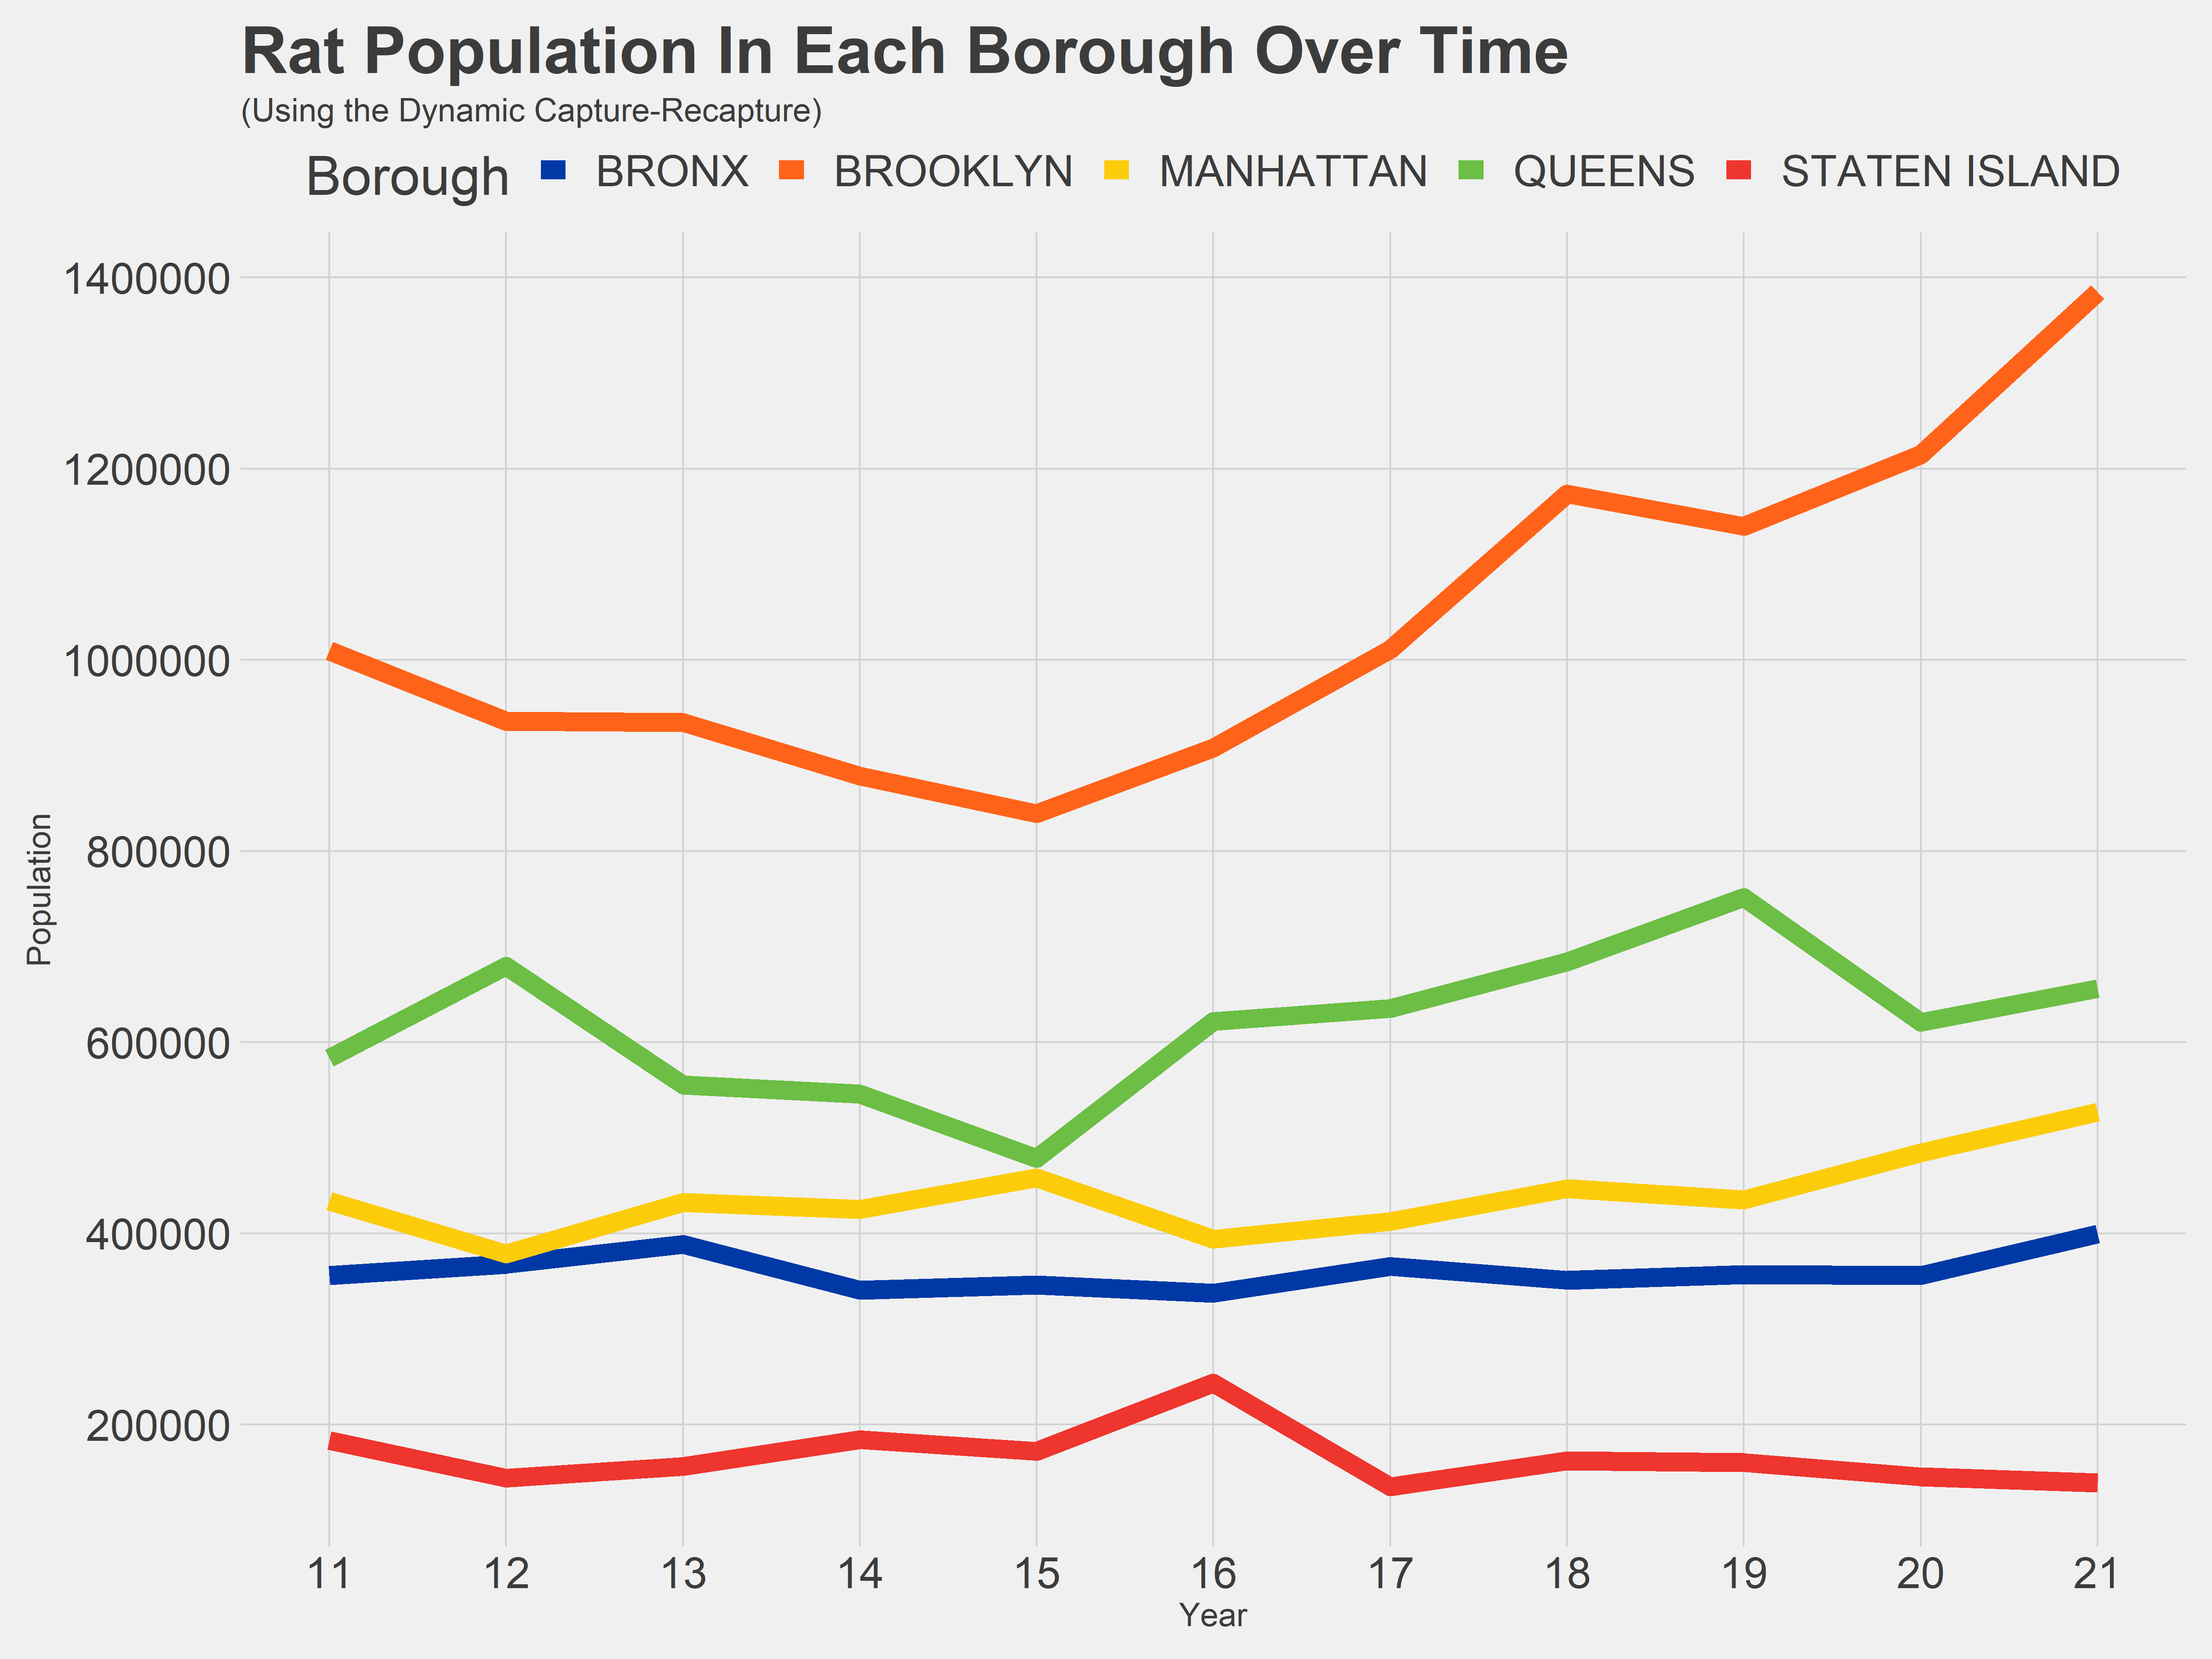 Rat Population In Each Borough Over Time
(Using the Dynamic Capture-Recapture)
Borough BRONX BROOKLYN MANHATTAN QUEENS STATEN ISLAND
1400000
1200000
1000000
800000
600000
400000
200000
Population
11 12 13 14 15 16 17 18 19 20 21
Year